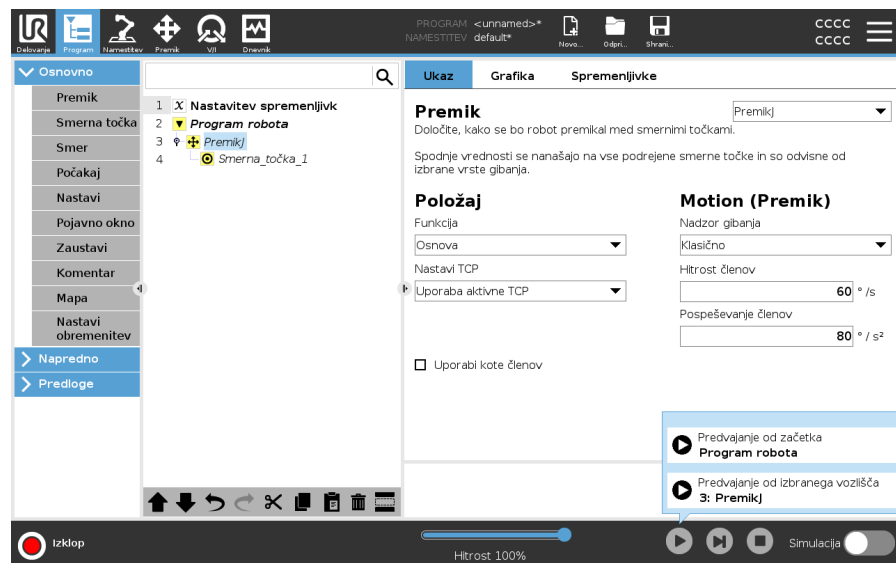 PROGRAM <unnamed>*
NAMESTITEV default*
CCCC
CCCC
Delovanje Program Namestitev Premik V/I Dnevnik Novo... Odpri... Shrani...
Osnovno
Premik
Smerna točka
Smer
Počakaj
Nastavi
Pojavno okno
Zaustavi
Komentar
Mapa
Nastavi
obremenitev
Napredno
Predloge
1 X Nastavitev spremenljivk
2 Program robota
3 PremikJ
4 Smerna_točka_1
Ukaz Grafika Spremenljivke
Premik PremikJ
Določite, kako se bo robot premikal med smernimi točkami.
Spodnje vrednosti se nanašajo na vse podrejene smerne točke in so odvisne od
izbrane vrste gibanja.
Položaj
Funkcija
Osnova
Nastavi TCP
Uporaba aktivne TCP
Uporabi kote členov
Motion (Premik)
Nadzor gibanja
Klasično
Hitrost členov
60 °/s
Pospeševanje členov
80 °/s²
Predvajanje od začetka
Program robota
Predvajanje od izbranega vozlišča
3: PremikJ
Izklop
Hitrost 100%
Simulacija